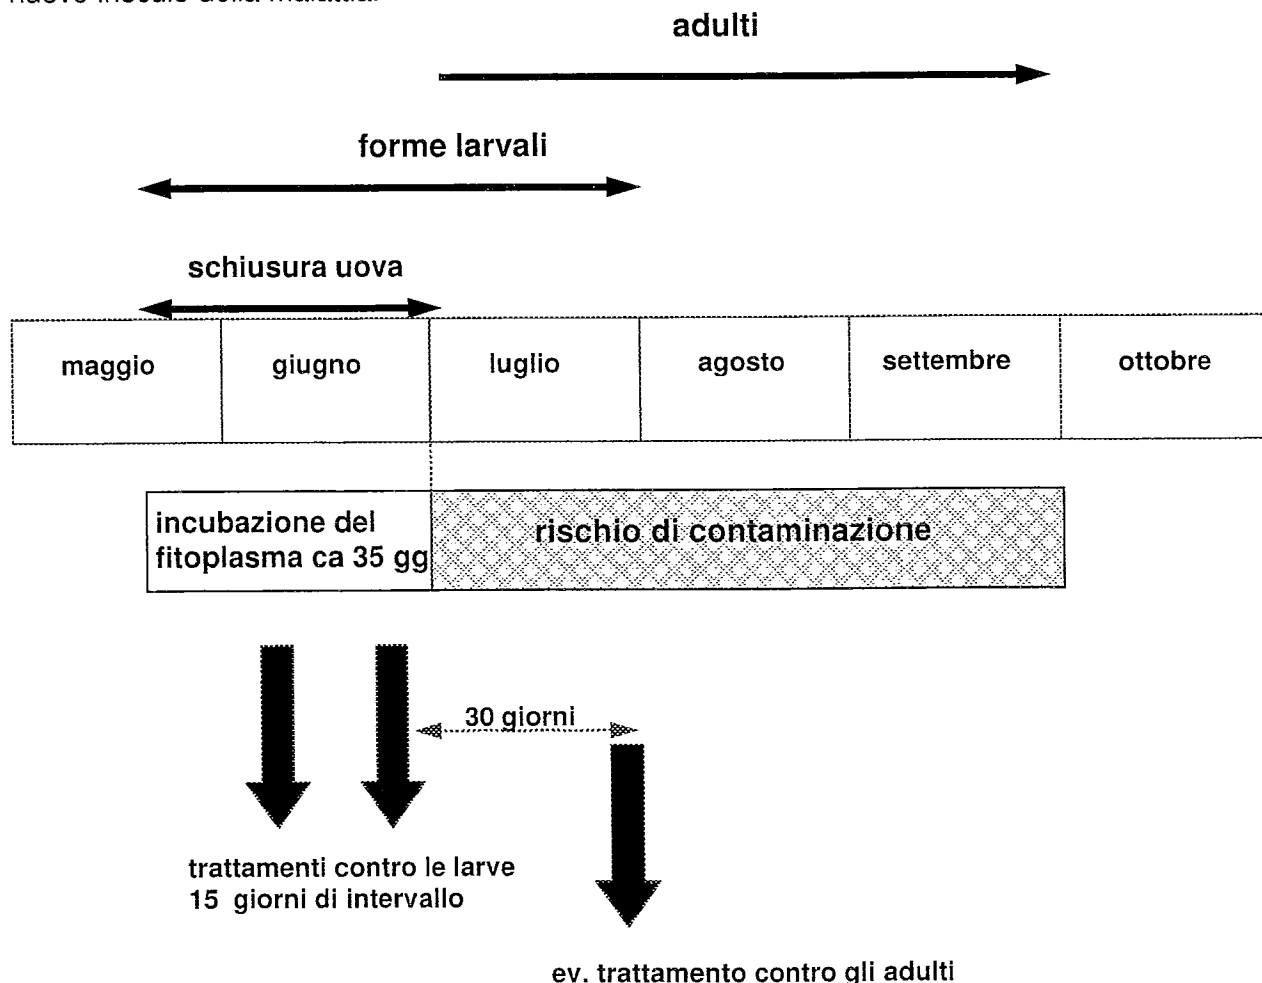 adulti
forme larvali
schiusura uova
maggio giugno luglio agosto settembre ottobre
incubazione del
fitoplasma ca 35 gg
rischio di contaminazione
30 giorni
trattamenti contro le larve
15 giorni di intervallo
ev. trattamento contro gli adulti